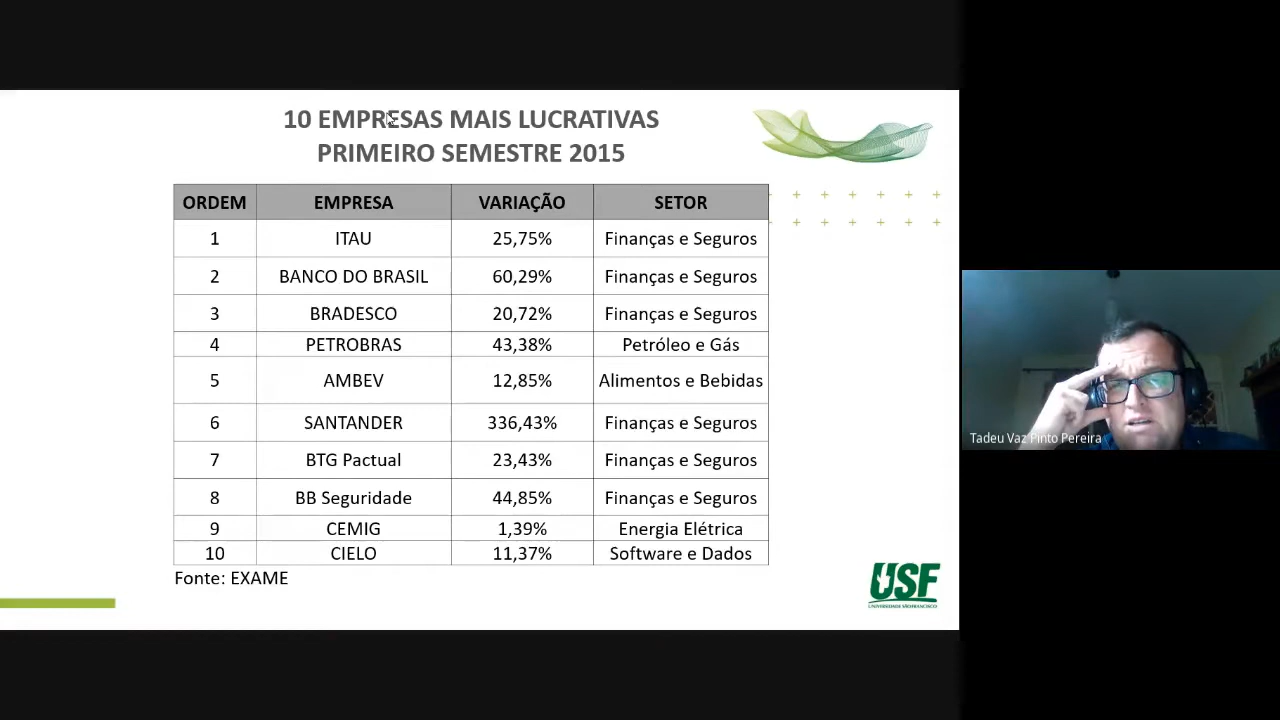 10 EMPRESAS MAIS LUCRATIVAS
PRIMEIRO SEMESTRE 2015
ORDEM EMPRESA VARIAÇÃO SETOR
1 ITAU 25,75% Finanças e Seguros
2 BANCO DO BRASIL 60,29% Finanças e Seguros
3 BRADESCO 20,72% Finanças e Seguros
4 PETROBRAS 43,38% Petróleo e Gás
5 AMBEV 12,85% Alimentos e Bebidas
6 SANTANDER 336,43% Finanças e Seguros
7 BTG Pactual 23,43% Finanças e Seguros
8 BB Seguridade 44,85% Finanças e Seguros
9 CEMIG 1,39% Energia Elétrica
10 CIELO 11,37% Software e Dados
Fonte: EXAME
USF
UNIVERSIDADE SÃO FRANCISCO
Tadeu Vaz Pinto Pereira